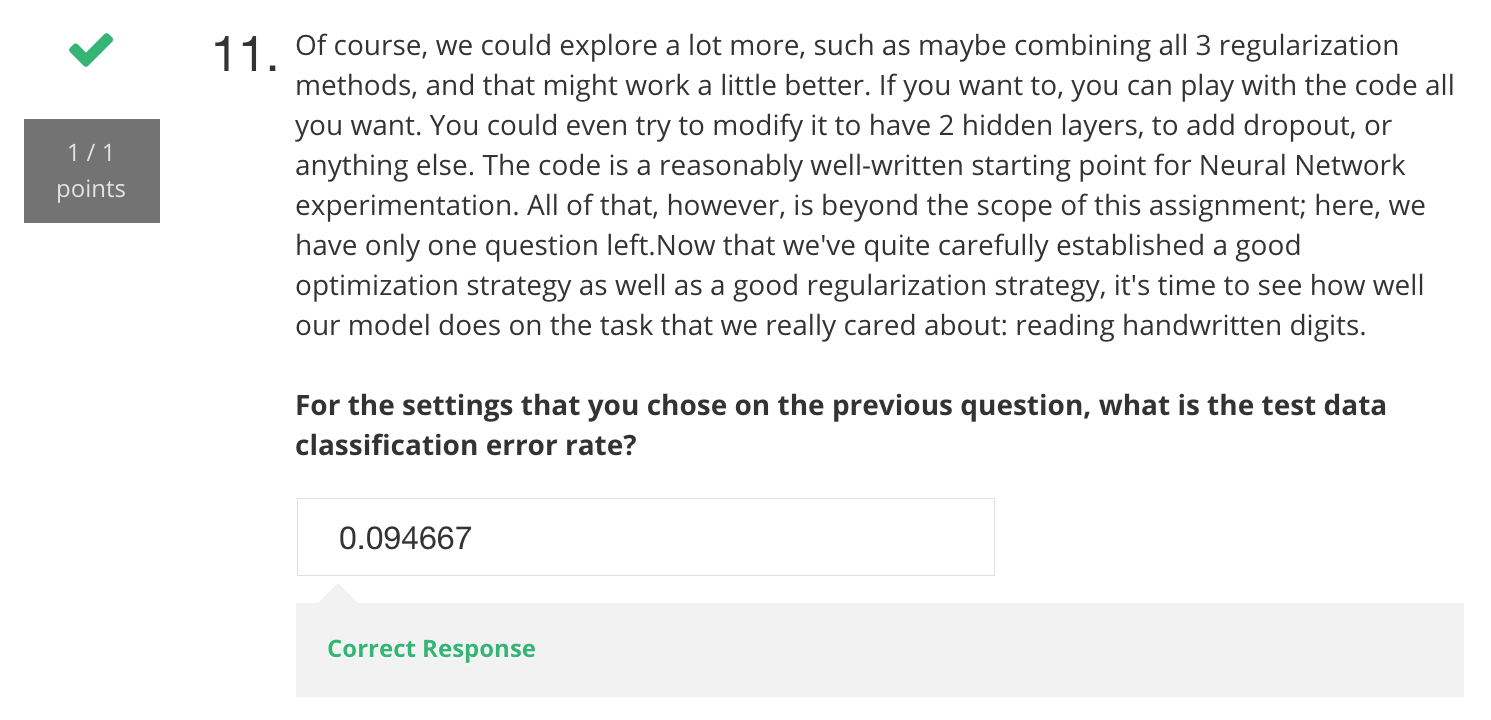 11.
Of course, we could explore a lot more, such as maybe combining all 3 regularization
methods, and that might work a little better. If you want to, you can play with the code all
you want. You could even try to modify it to have 2 hidden layers, to add dropout, or
anything else. The code is a reasonably well-written starting point for Neural Network
experimentation. All of that, however, is beyond the scope of this assignment; here, we
have only one question left.Now that we've quite carefully established a good
optimization strategy as well as a good regularization strategy, it's time to see how well
our model does on the task that we really cared about: reading handwritten digits.
1 / 1
points
For the settings that you chose on the previous question, what is the test data
classification error rate?
0.094667
Correct Response